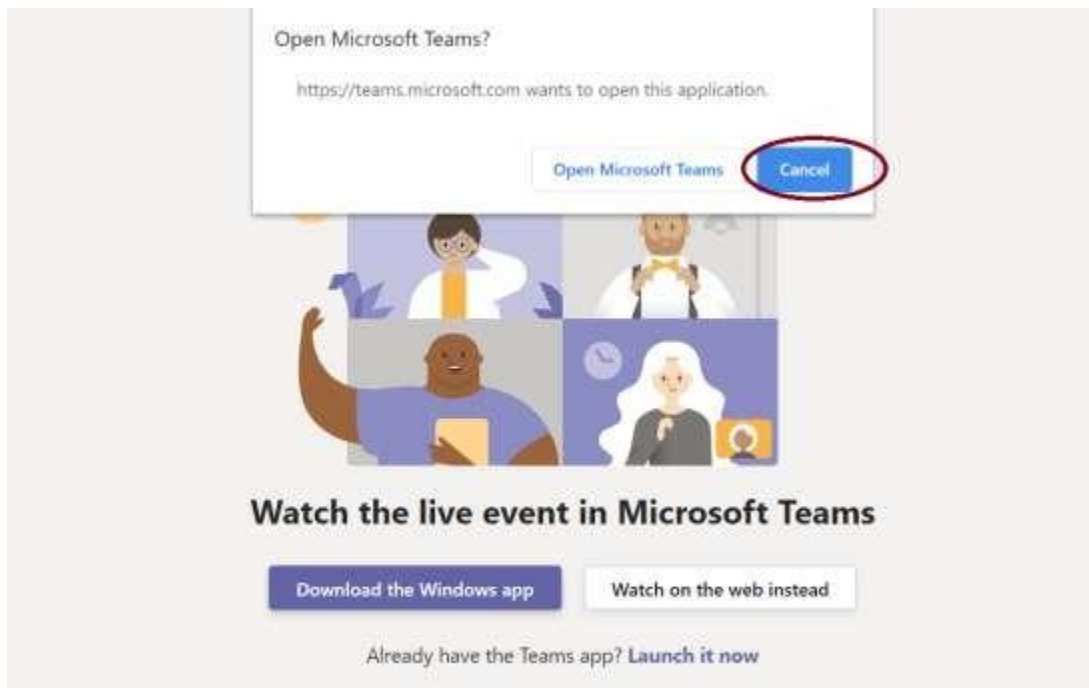 Open Microsoft Teams?
https://teams.microsoft.com wants to open this application.
Open Microsoft Teams
Cancel
Watch the live event in Microsoft Teams
Download the Windows app
Watch on the web instead
Already have the Teams app? Launch it now